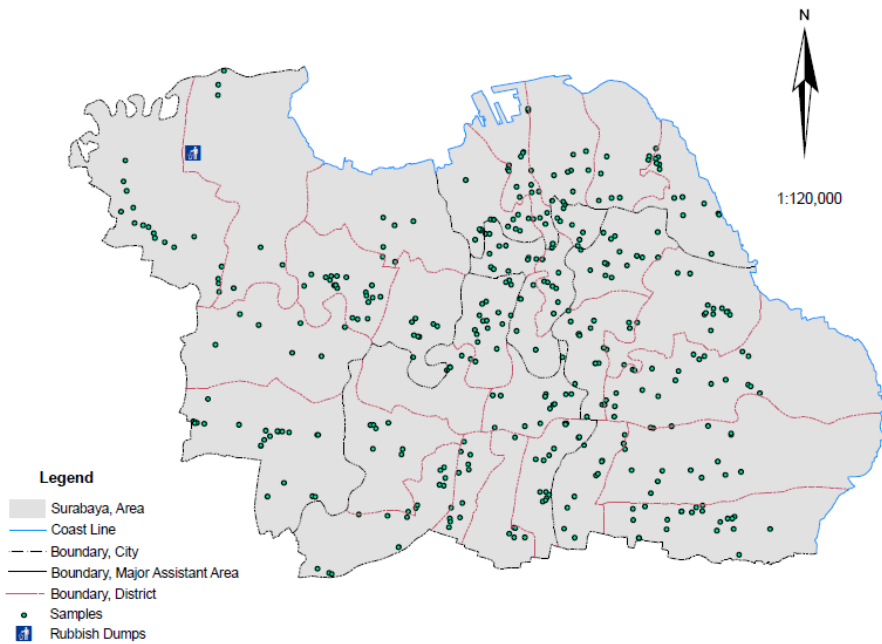 N
1:120,000
Legend
Surabaya, Area
Coast Line
Boundary, City
Boundary, Major Assistant Area
Boundary, District
Samples
Rubbish Dumps